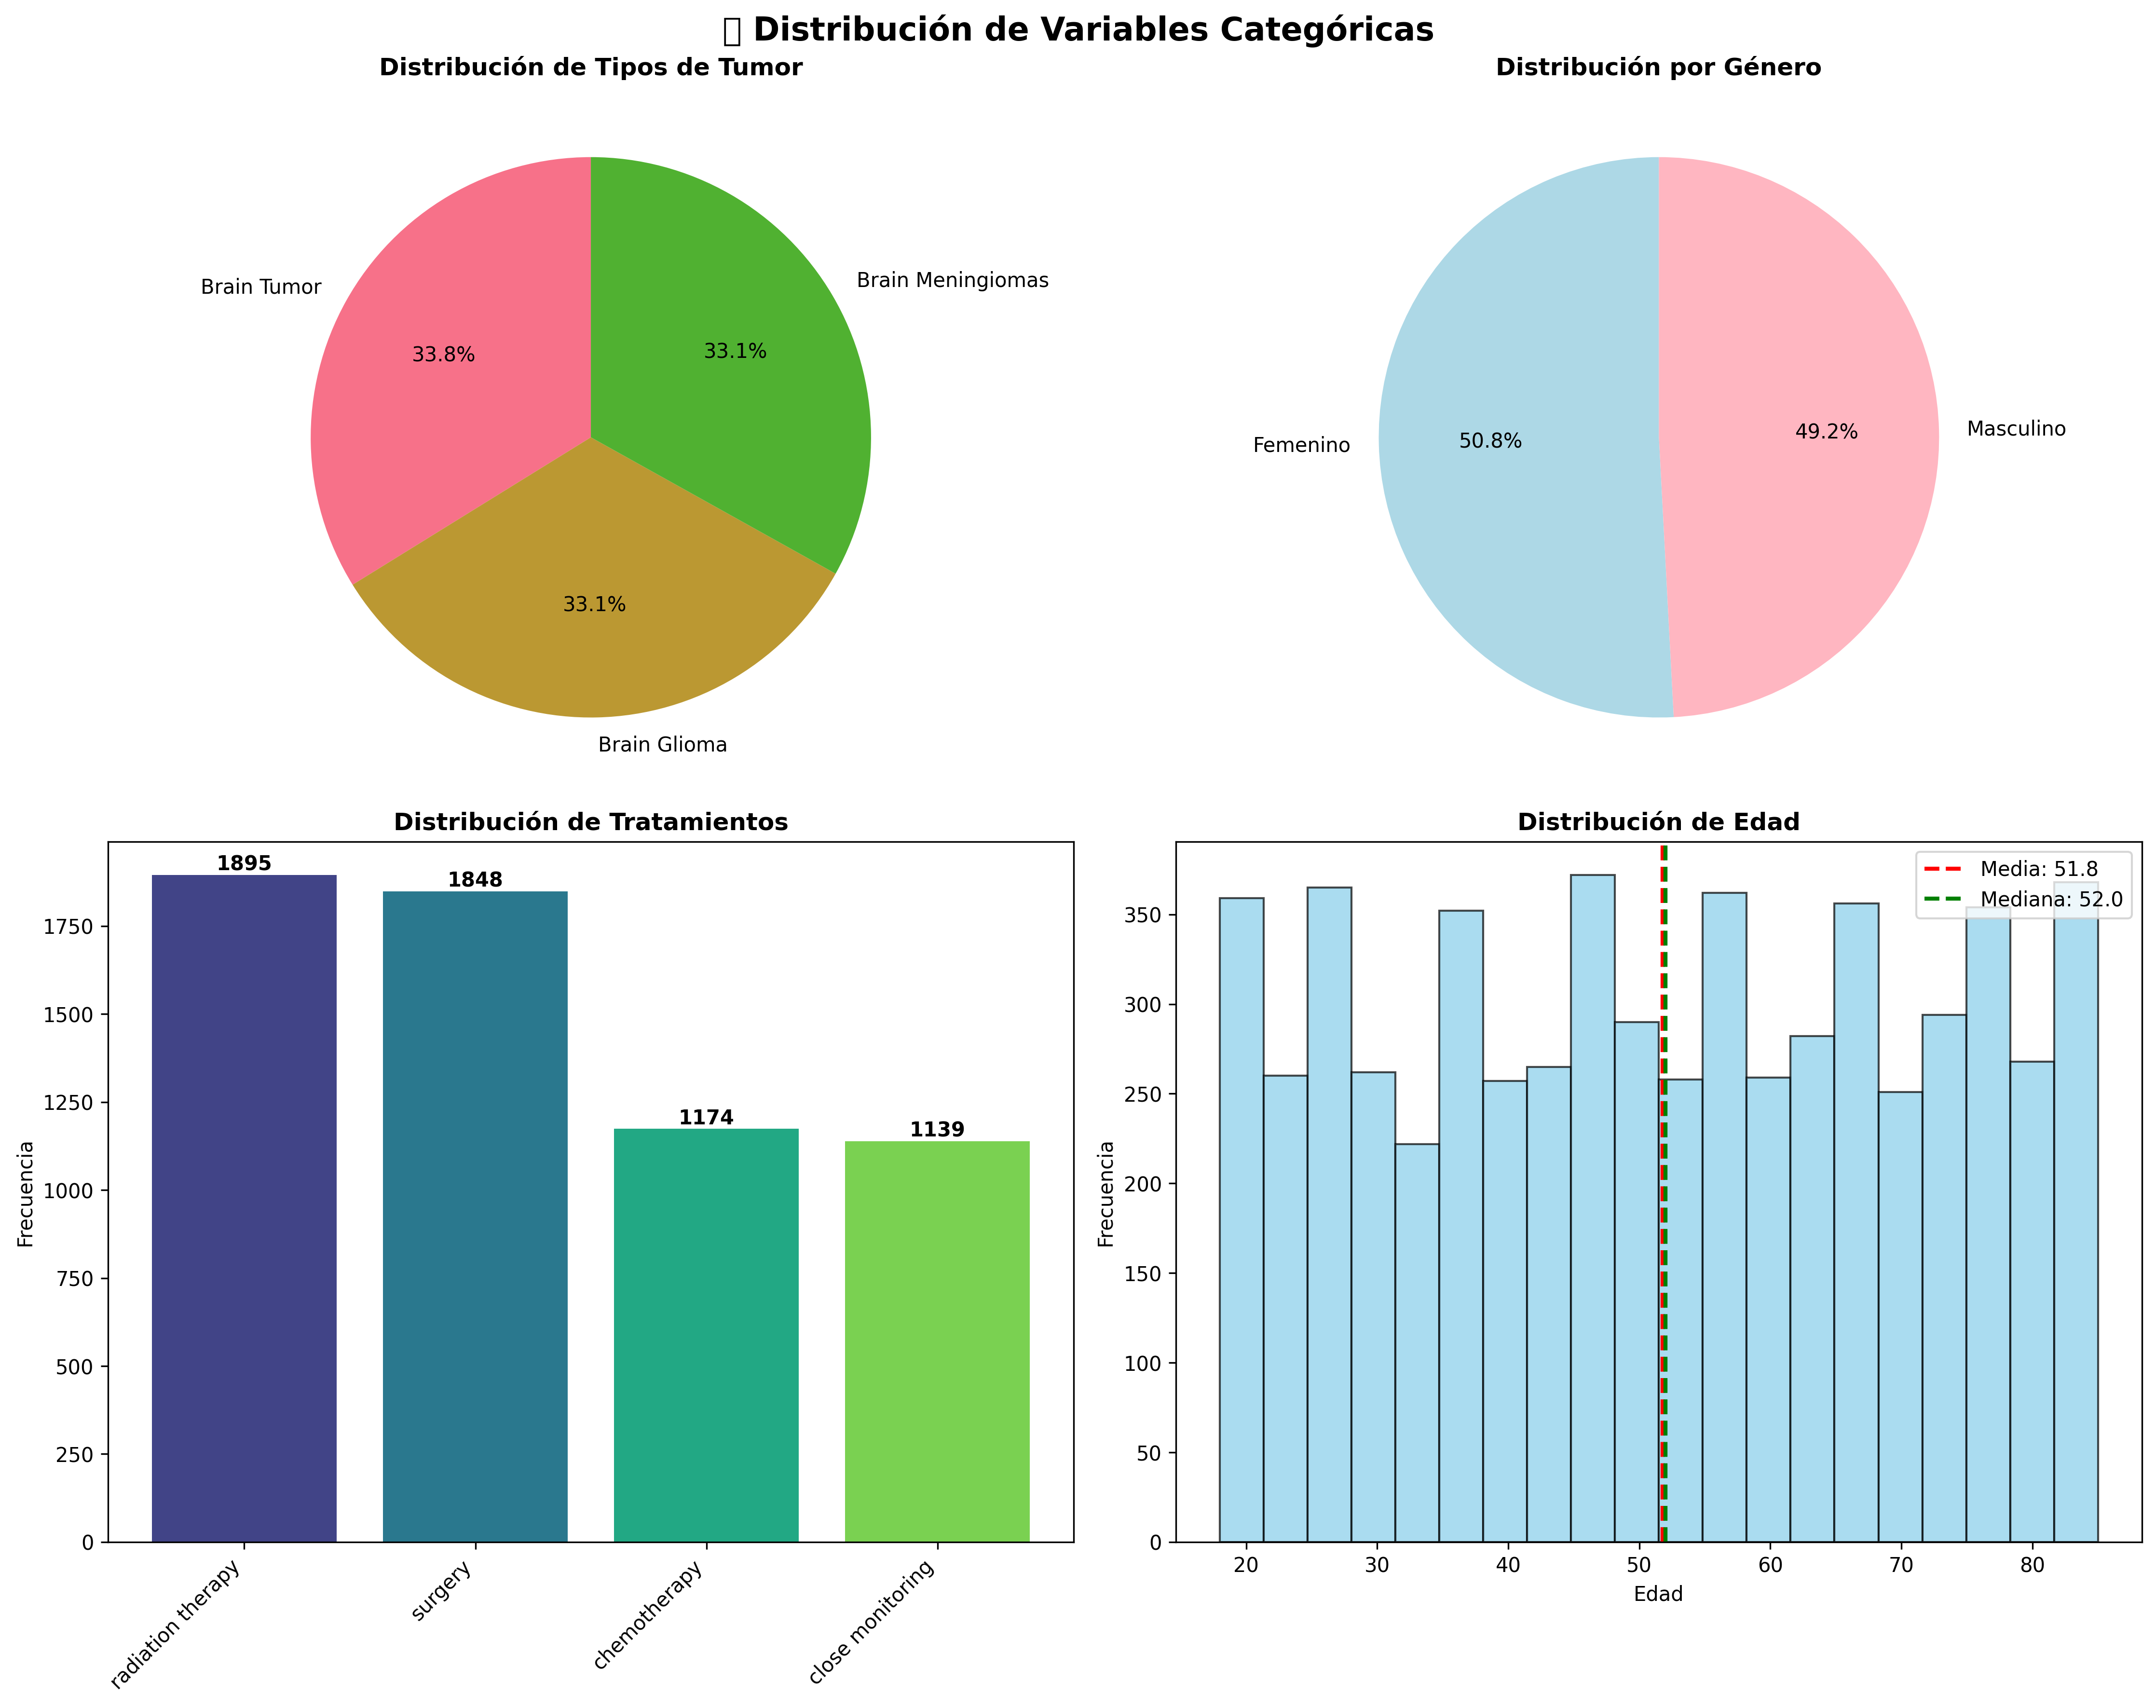 Distribución de Variables Categóricas
Distribución de Tipos de Tumor
Brain Tumor
33.8%
Brain Meningiomas
33.1%
33.1%
Brain Glioma
Distribución por Género
Femenino
50.8%
49.2%
Masculino
Distribución de Tratamientos
Frecuencia
1750
1500
1250
1000
750
500
250
0
1895
1848
1174
1139
radiation therapy
surgery
chemotherapy
close monitoring
Distribución de Edad
Media: 51.8
Mediana: 52.0
Frecuencia
350
300
250
200
150
100
50
0
20 30 40 50 60 70 80
Edad